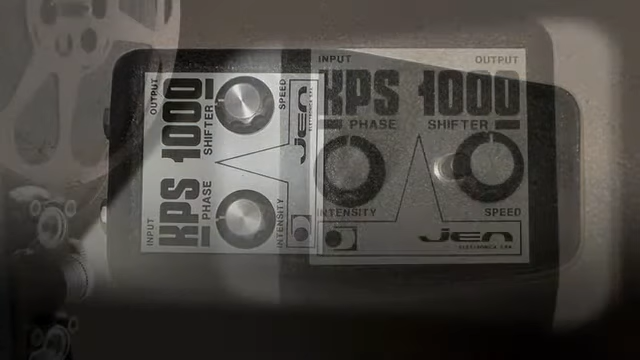 OUTPUT
INPUT
KPS 1000
PHASE SHIFTER
SPEED
INTENSITY
jen
INPUT
OUTPUT
KPS 1000
PHASE SHIFTER
INTENSITY
SPEED
jen